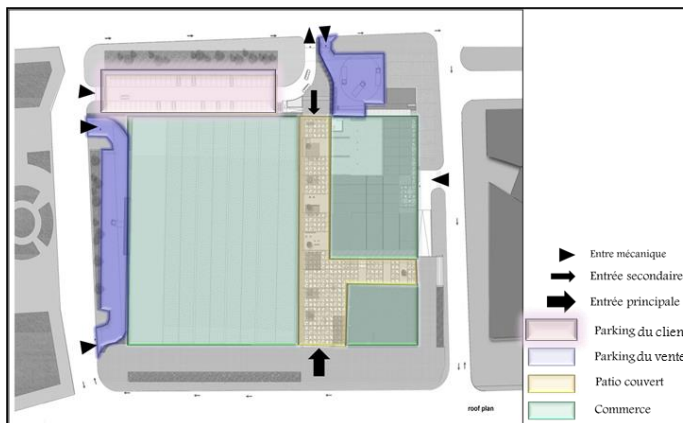 Entre mécanique
Entrée secondaire
Entrée principale
Parking du clien
Parking du vente
Patio couvert
Commerce
roof plan